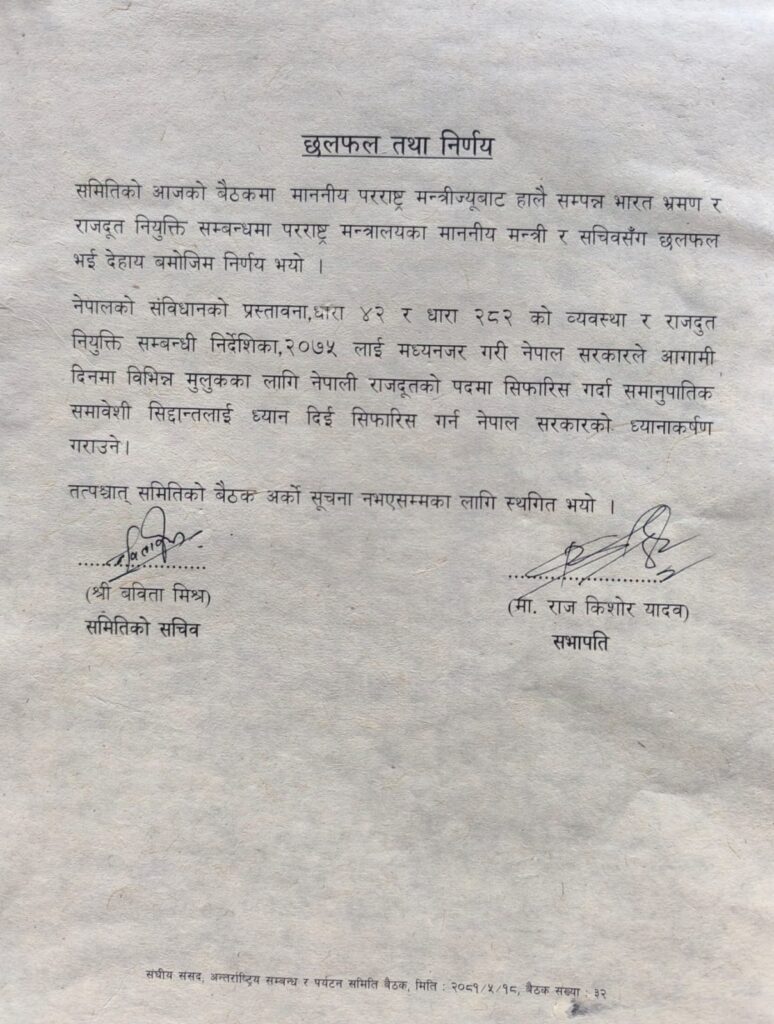 छलफल तथा निर्णय
समितिको आजको बैठकमा माननीय परराष्ट्र मन्त्रीज्यूबाट हालै सम्पन्न भारत भ्रमण र
राजदूत नियुक्ति सम्बन्धमा परराष्ट्र मन्त्रालयका माननीय मन्त्री र सचिवसँग छलफल
भई देहाय बमोजिम निर्णय भयो ।
नेपालको संविधानको प्रस्तावना,धारा ४२ र धारा २८२ को व्यवस्था र राजदुत
नियुक्ति सम्बन्धी निर्देशिका,२०७५ लाई मध्यनजर गरी नेपाल सरकारले आगामी
दिनमा विभिन्न मुलुकका लागि नेपाली राजदूतको पदमा सिफारिस गर्दा समानुपातिक
समावेशी सिद्दान्तलाई ध्यान दिई सिफारिस गर्न नेपाल सरकारको ध्यानाकर्षण
गराउने।
तत्पश्चात् समितिको बैठक अर्को सूचना नभएसम्मका लागि स्थगित भयो ।
(श्री बविता मिश्र)
समितिको सचिव
(मा. राज किशोर यादव)
सभापति
संघीय संसद, अन्तर्राष्ट्रिय सम्बन्ध र पर्यटन समिति बैठक, मिति : २०८१/५/१८, बैठक संख्या : ३२